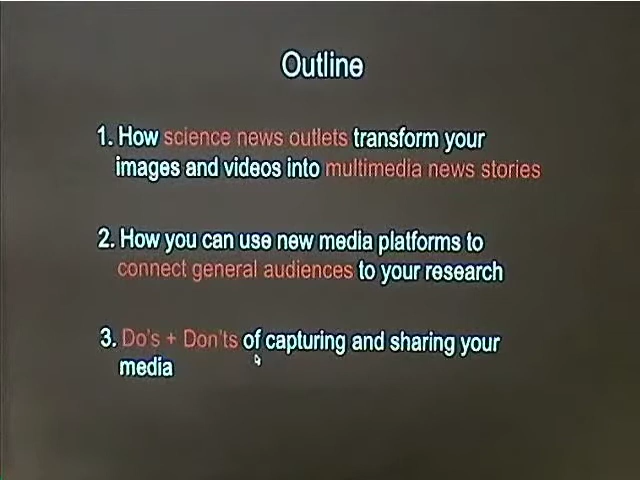 Outline
1. How science news outlets transform your
images and videos into multimedia news stories
2. How you can use new media platforms to
connect general audiences to your research
3. Do's + Don'ts of capturing and sharing your
media